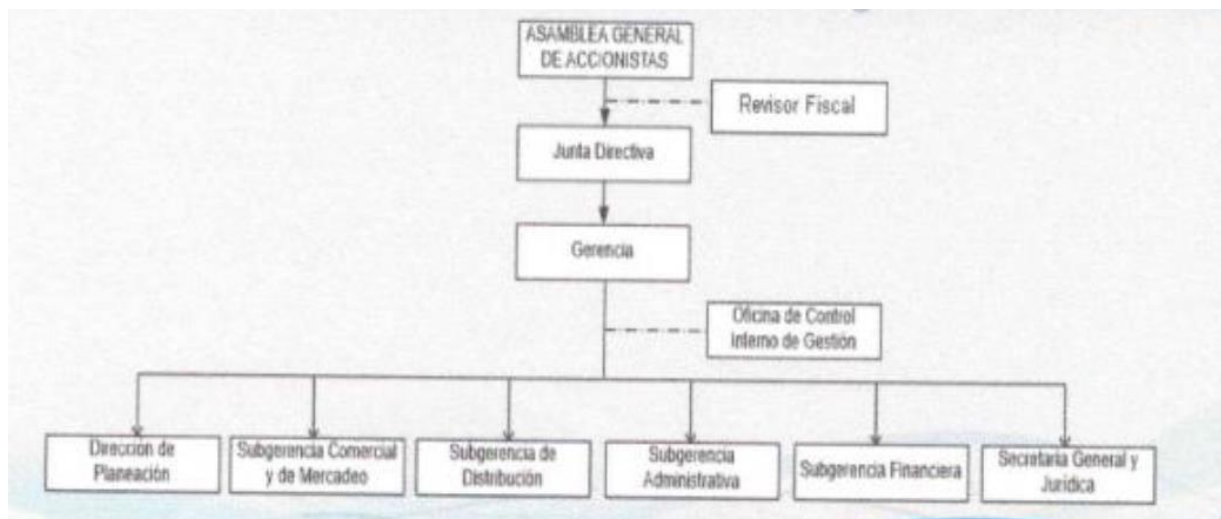 ASAMBLEA GENERAL
DE ACCIONISTAS
Revisor Fiscal
Junta Directiva
Gerencia
Oficina de Control
Interno de Gestión
Dirección de
Planeación
Subgerencia Comercial
y de Mercadeo
Subgerencia de
Distribución
Subgerencia
Administrativa
Subgerencia Financiera
Secretaria General y
Jurídica